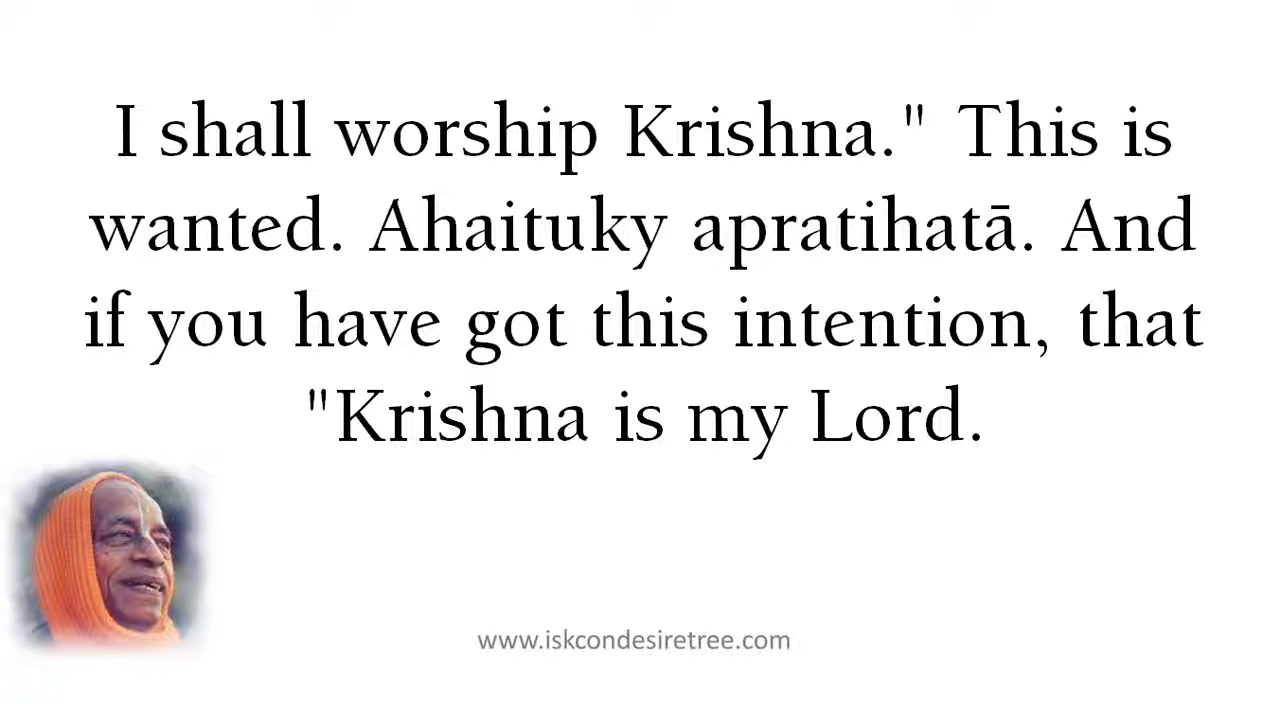 I shall worship Krishna." This is
wanted. Ahaituky apratihatā. And
if you have got this intention, that
"Krishna is my Lord.
www.iskcondesiretree.com